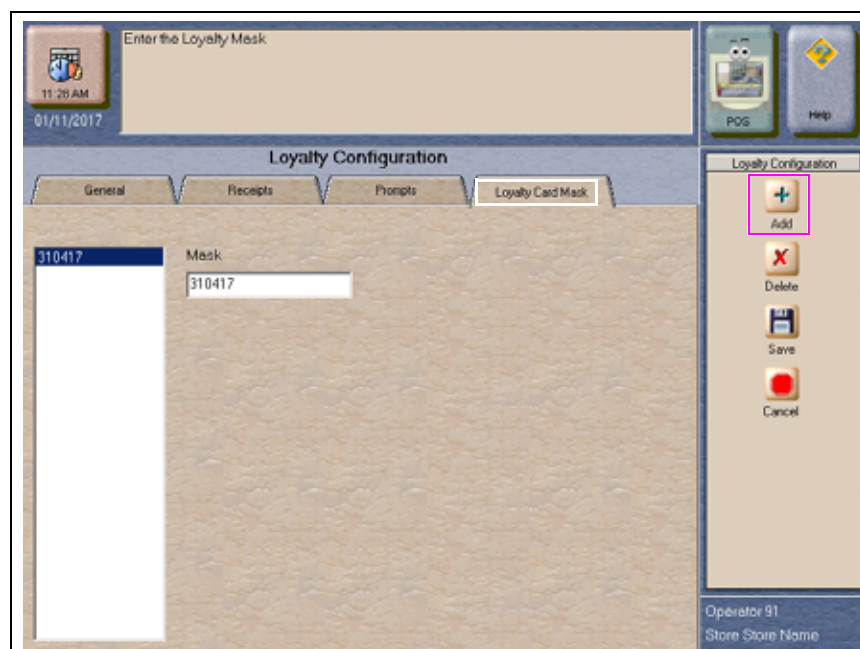 Enter the Loyalty Mask
11:28 AM
01/11/2017
POS
Help
Loyalty Configuration
General
Receipts
Prompts
Loyalty Card Mask
310417
Mask
310417
Loyalty Configuration
Add
Delete
Save
Cancel
Operator 91
Store Store Name